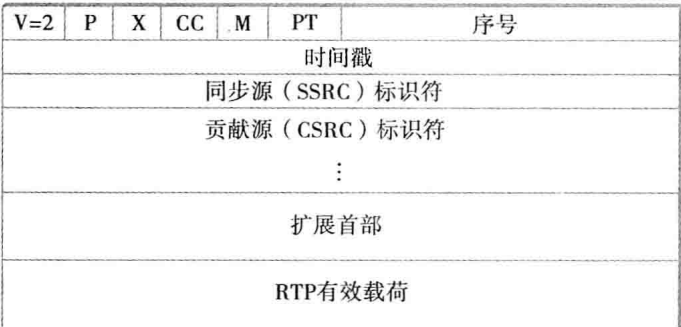 V=2 P X CC M PT 序号
时间戳
同步源（SSRC）标识符
贡献源（CSRC）标识符
⋮
扩展首部
RTP有效载荷